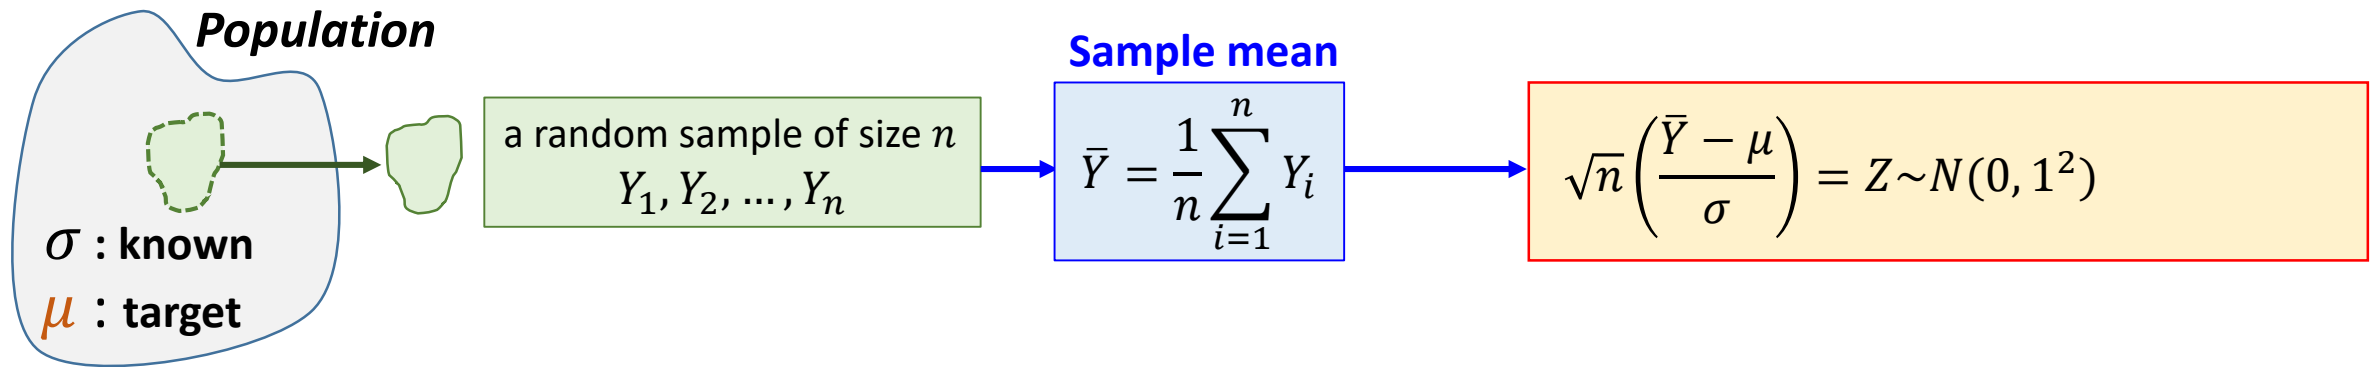 Population
σ : known
μ : target
a random sample of size n
Y₁, Y₂, …, Yₙ
Sample mean
Ȳ = 1/n ∑ᵢ₌₁ⁿ Yᵢ
√n ( (Ȳ − μ) / σ ) = Z~N(0, 1²)